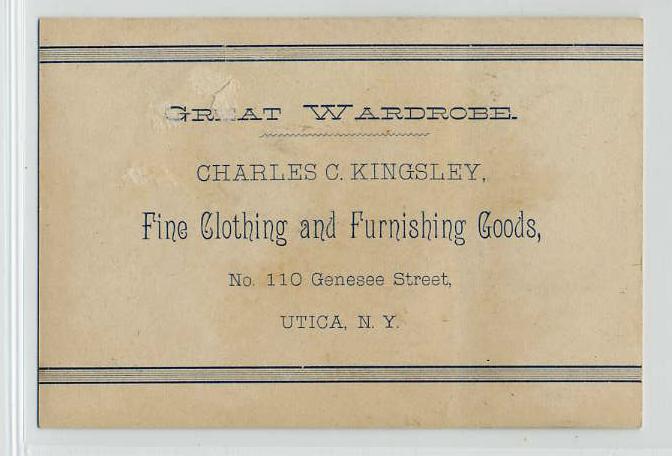 GREAT WARDROBE.
CHARLES C. KINGSLEY,
Fine Clothing and Furnishing Goods,
No. 110 Genesee Street,
UTICA, N. Y.